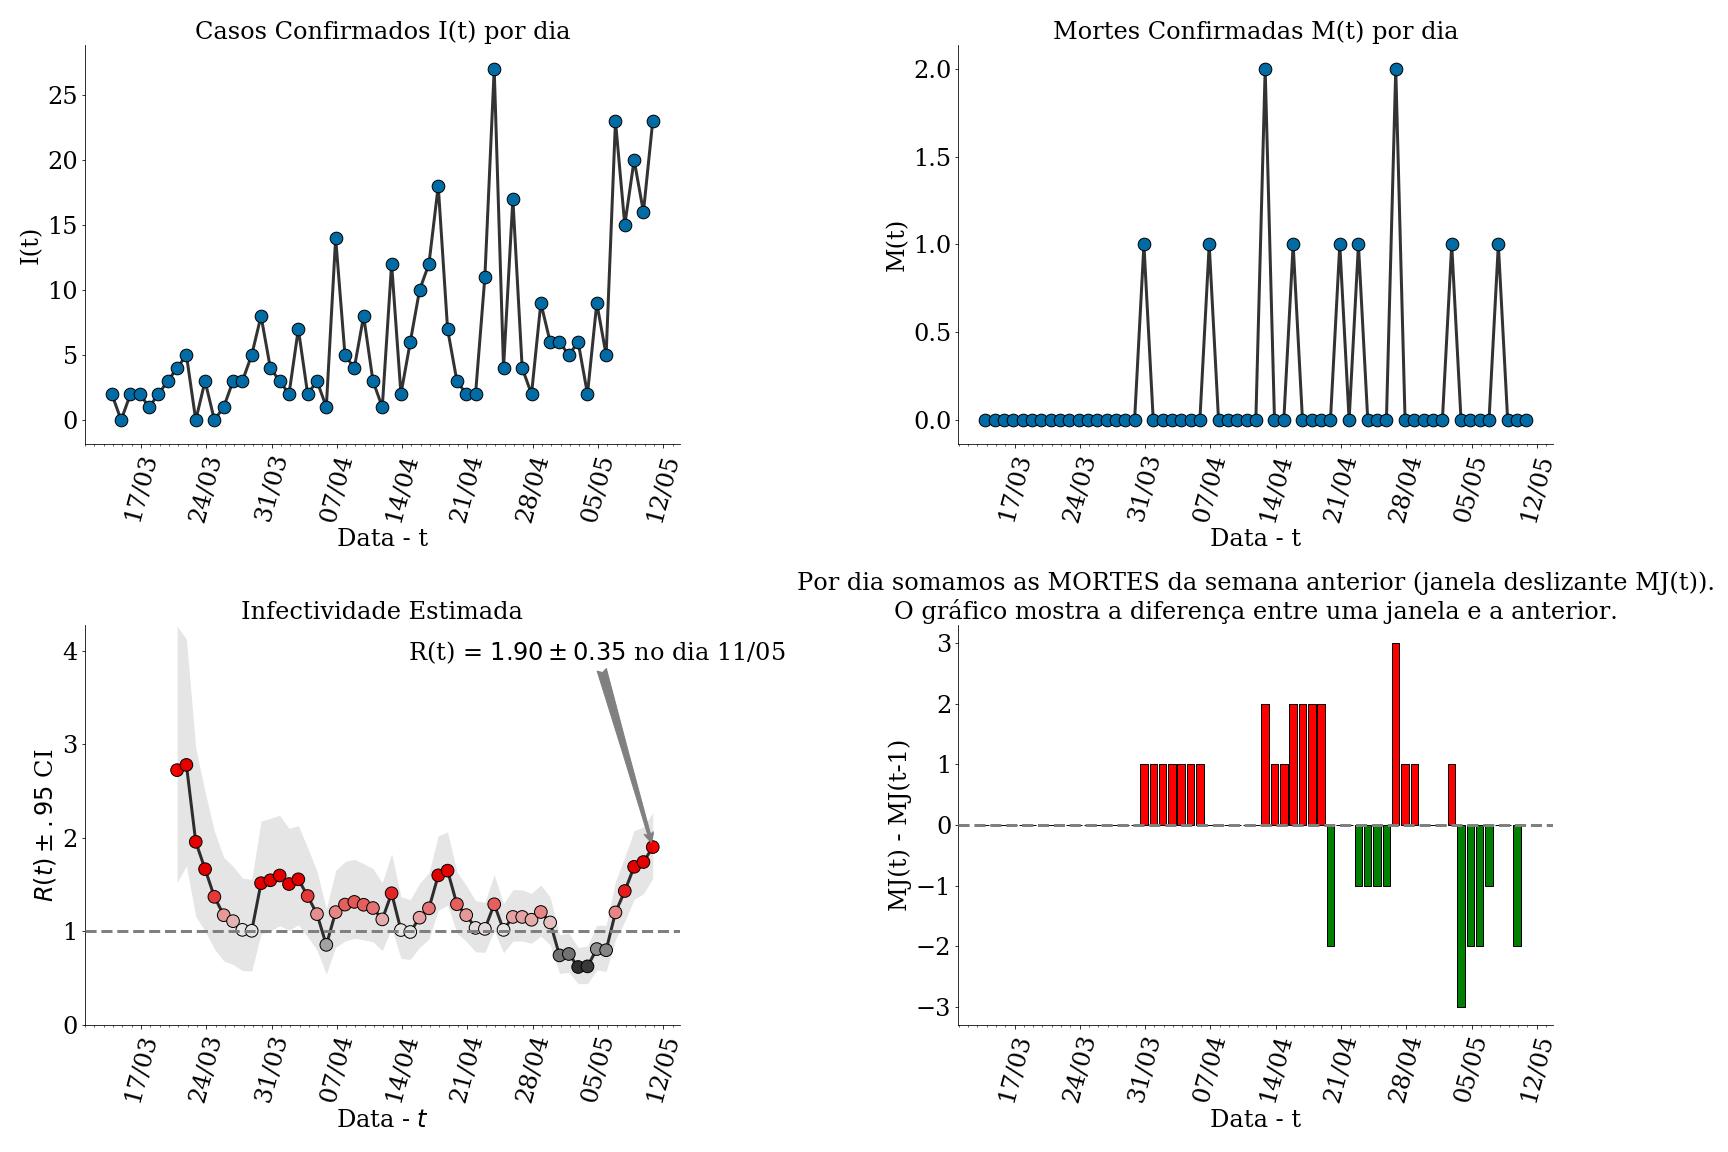 Casos Confirmados I(t) por dia
I(t)
25
20
15
10
5
0
17/03 24/03 31/03 07/04 14/04 21/04 28/04 05/05 12/05
Data - t
Mortes Confirmadas M(t) por dia
M(t)
2.0
1.5
1.0
0.5
0.0
17/03 24/03 31/03 07/04 14/04 21/04 28/04 05/05 12/05
Data - t
Infectividade Estimada
R(t) = 1.90 ± 0.35 no dia 11/05
R(t) ± .95 CI
4
3
2
1
0
17/03 24/03 31/03 07/04 14/04 21/04 28/04 05/05 12/05
Data - t
Por dia somamos as MORTES da semana anterior (janela deslizante MJ(t)).
O gráfico mostra a diferença entre uma janela e a anterior.
MJ(t) - MJ(t-1)
3
2
1
0
−1
−2
−3
17/03 24/03 31/03 07/04 14/04 21/04 28/04 05/05 12/05
Data - t